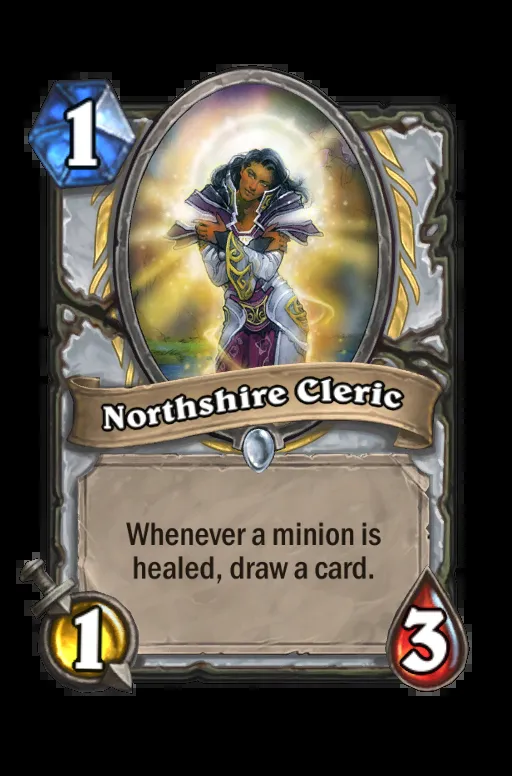 1
Northshire Cleric
Whenever a minion is
healed, draw a card.
1
3